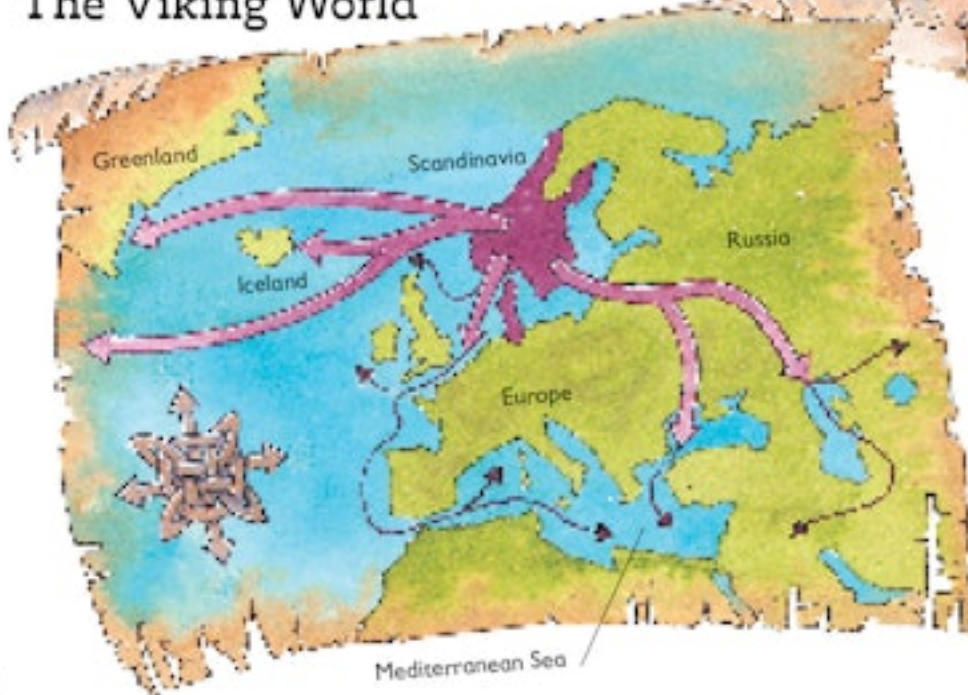 The Viking World
Greenland
Scandinavia
Russia
Iceland
Europe
Mediterranean Sea